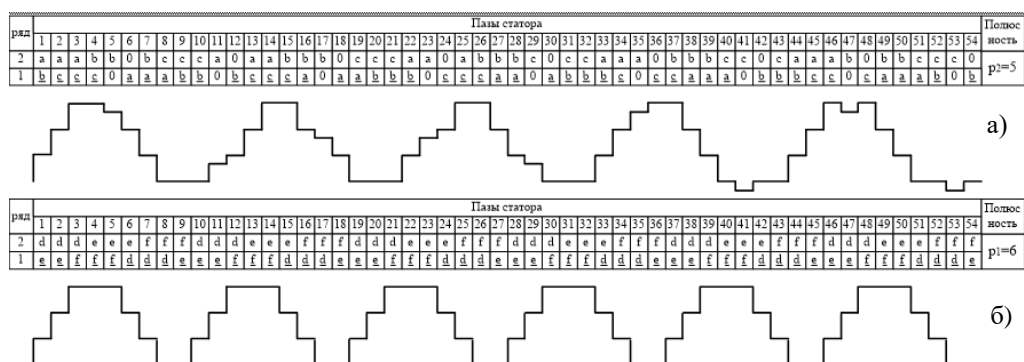 ряд Пазы статора Полюс ность
1 2 3 4 5 6 7 8 9 10 11 12 13 14 15 16 17 18 19 20 21 22 23 24 25 26 27 28 29 30 31 32 33 34 35 36 37 38 39 40 41 42 43 44 45 46 47 48 49 50 51 52 53 54
2 a a a b b 0 b c c c a 0 a a b b b 0 c c c a a 0 a b b b c 0 c c a a a 0 b b b c c 0 c a a a b 0 b b c c c 0 p2=5
1 b c c c 0 a a a b b 0 b c c c a 0 a a b b b 0 c c c a a 0 a b b b c 0 c c a a a 0 b b b c c 0 c a a a b 0 b
а)
ряд Пазы статора Полюс ность
1 2 3 4 5 6 7 8 9 10 11 12 13 14 15 16 17 18 19 20 21 22 23 24 25 26 27 28 29 30 31 32 33 34 35 36 37 38 39 40 41 42 43 44 45 46 47 48 49 50 51 52 53 54
2 d d d e e e f f f d d d e e e f f f d d d e e e f f f d d d e e e f f f d d d e e e f f f d d d e e e f f f p1=6
1 e e f f f d d d e e e f f f d d d e e e f f f d d d e e e f f f d d d e e e f f f d d d e e e f f f d d d e
б)